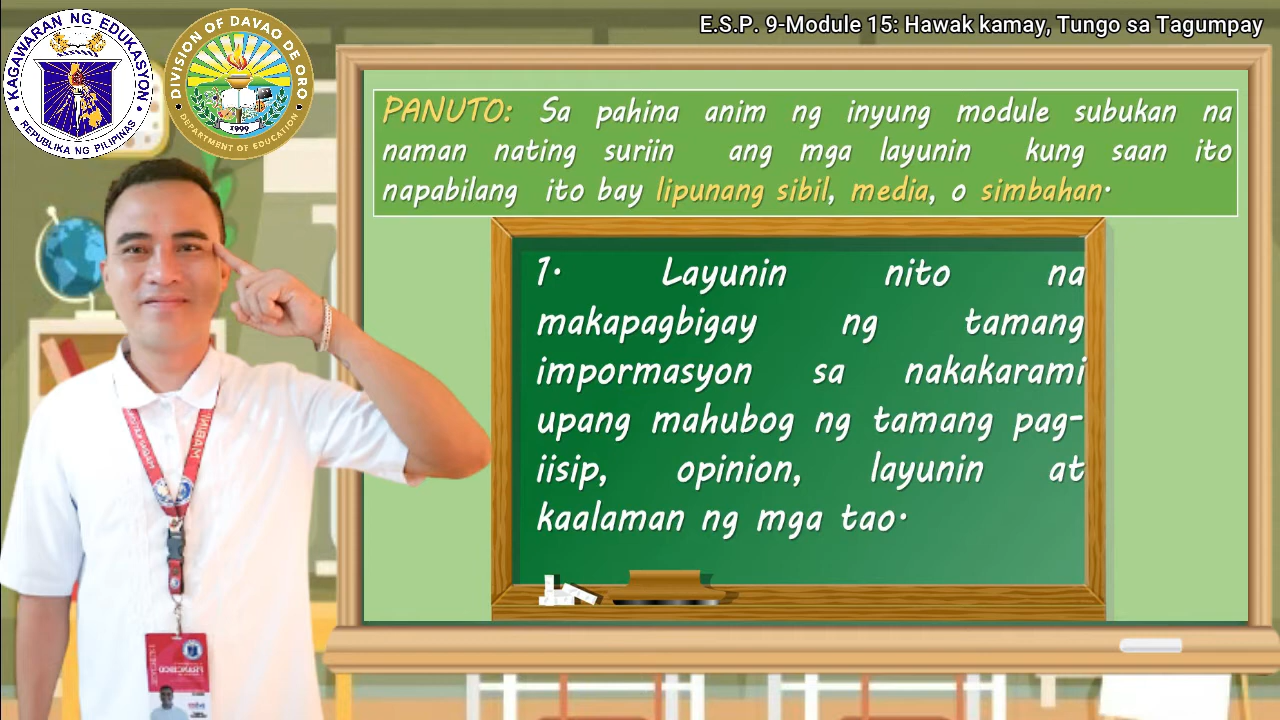 E.S.P. 9-Module 15: Hawak kamay, Tungo sa Tagumpay
KAGAWARAN NG EDUKASYON
REPUBLIKA NG PILIPINAS
DIVISION OF DAVAO DE ORO
1999
DEPARTMENT OF EDUCATION
PANUTO: Sa pahina anim ng inyung module subukan na
naman nating suriin ang mga layunin kung saan ito
napabilang ito bay lipunang sibil, media, o simbahan.
1. Layunin nito na
makapagbigay ng tamang
impormasyon sa nakakarami
upang mahubog ng tamang pag-
iisip, opinion, layunin at
kaalaman ng mga tao.